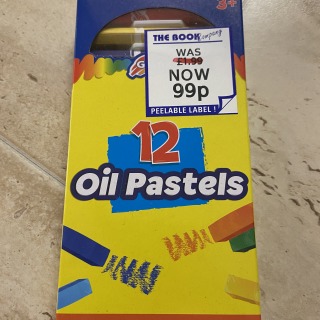 3+
THE BOOK Company
WAS
£1.99
NOW
99p
PEELABLE LABEL!
12
Oil Pastels